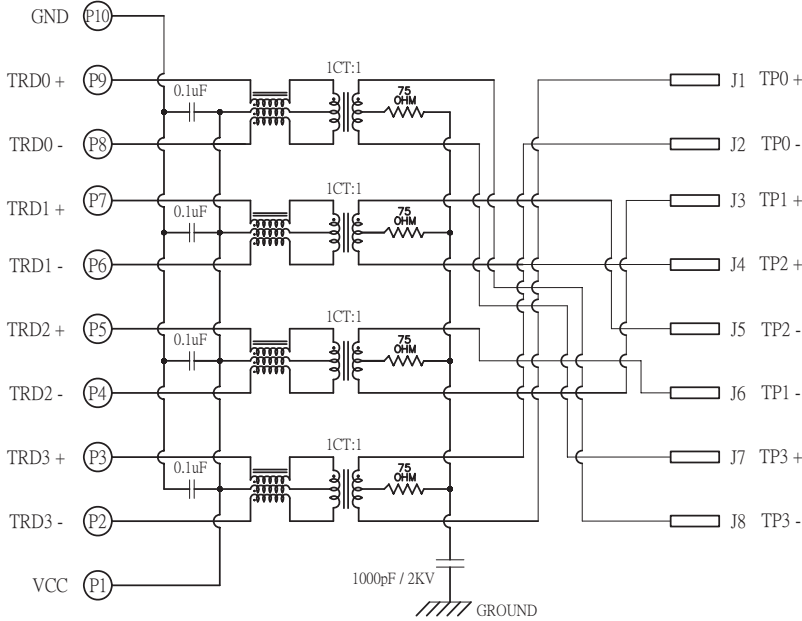 GND P10
TRD0 + P9
0.1uF
1CT:1
75
OHM
J1 TP0 +
TRD0 - P8
J2 TP0 -
TRD1 + P7
0.1uF
1CT:1
75
OHM
J3 TP1 +
TRD1 - P6
J4 TP2 +
TRD2 + P5
0.1uF
1CT:1
75
OHM
J5 TP2 -
TRD2 - P4
J6 TP1 -
TRD3 + P3
0.1uF
1CT:1
75
OHM
J7 TP3 +
TRD3 - P2
J8 TP3 -
VCC P1
1000pF / 2KV
GROUND